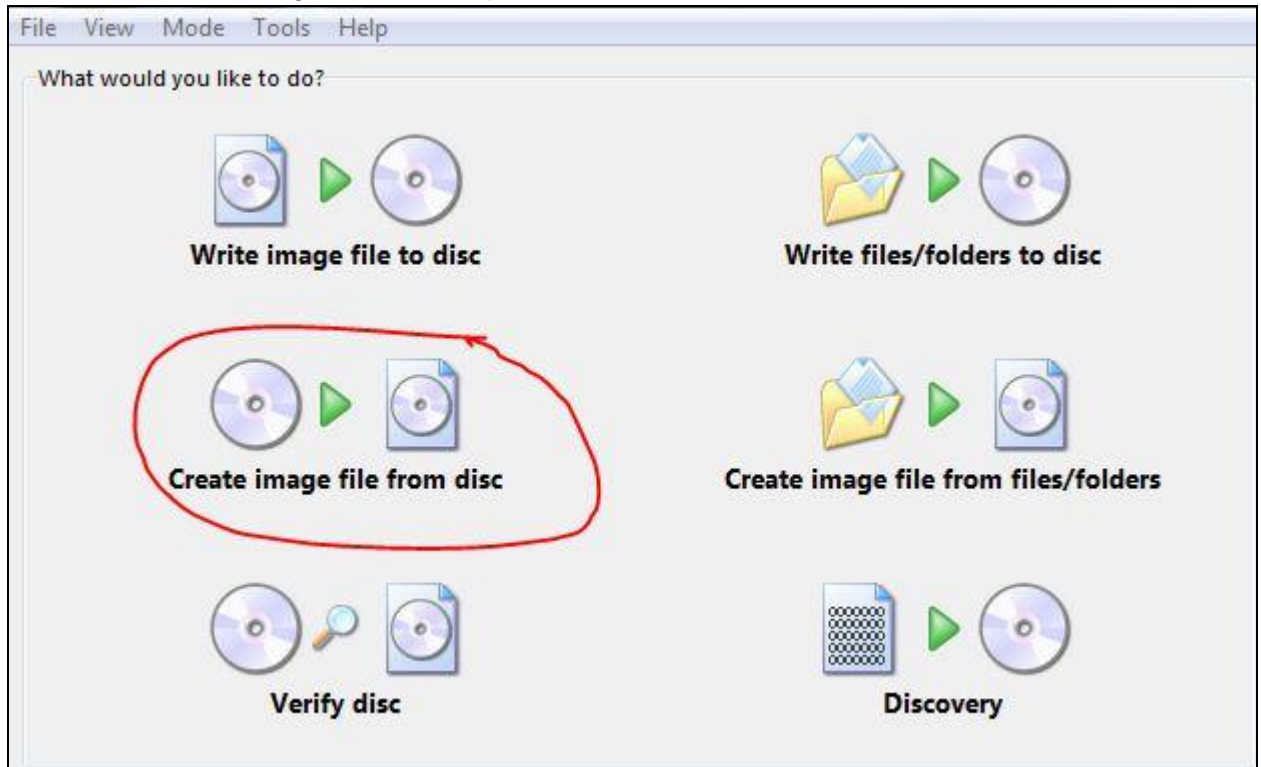 File View Mode Tools Help
What would you like to do?
Write image file to disc
Write files/folders to disc
Create image file from disc
Create image file from files/folders
Verify disc
Discovery